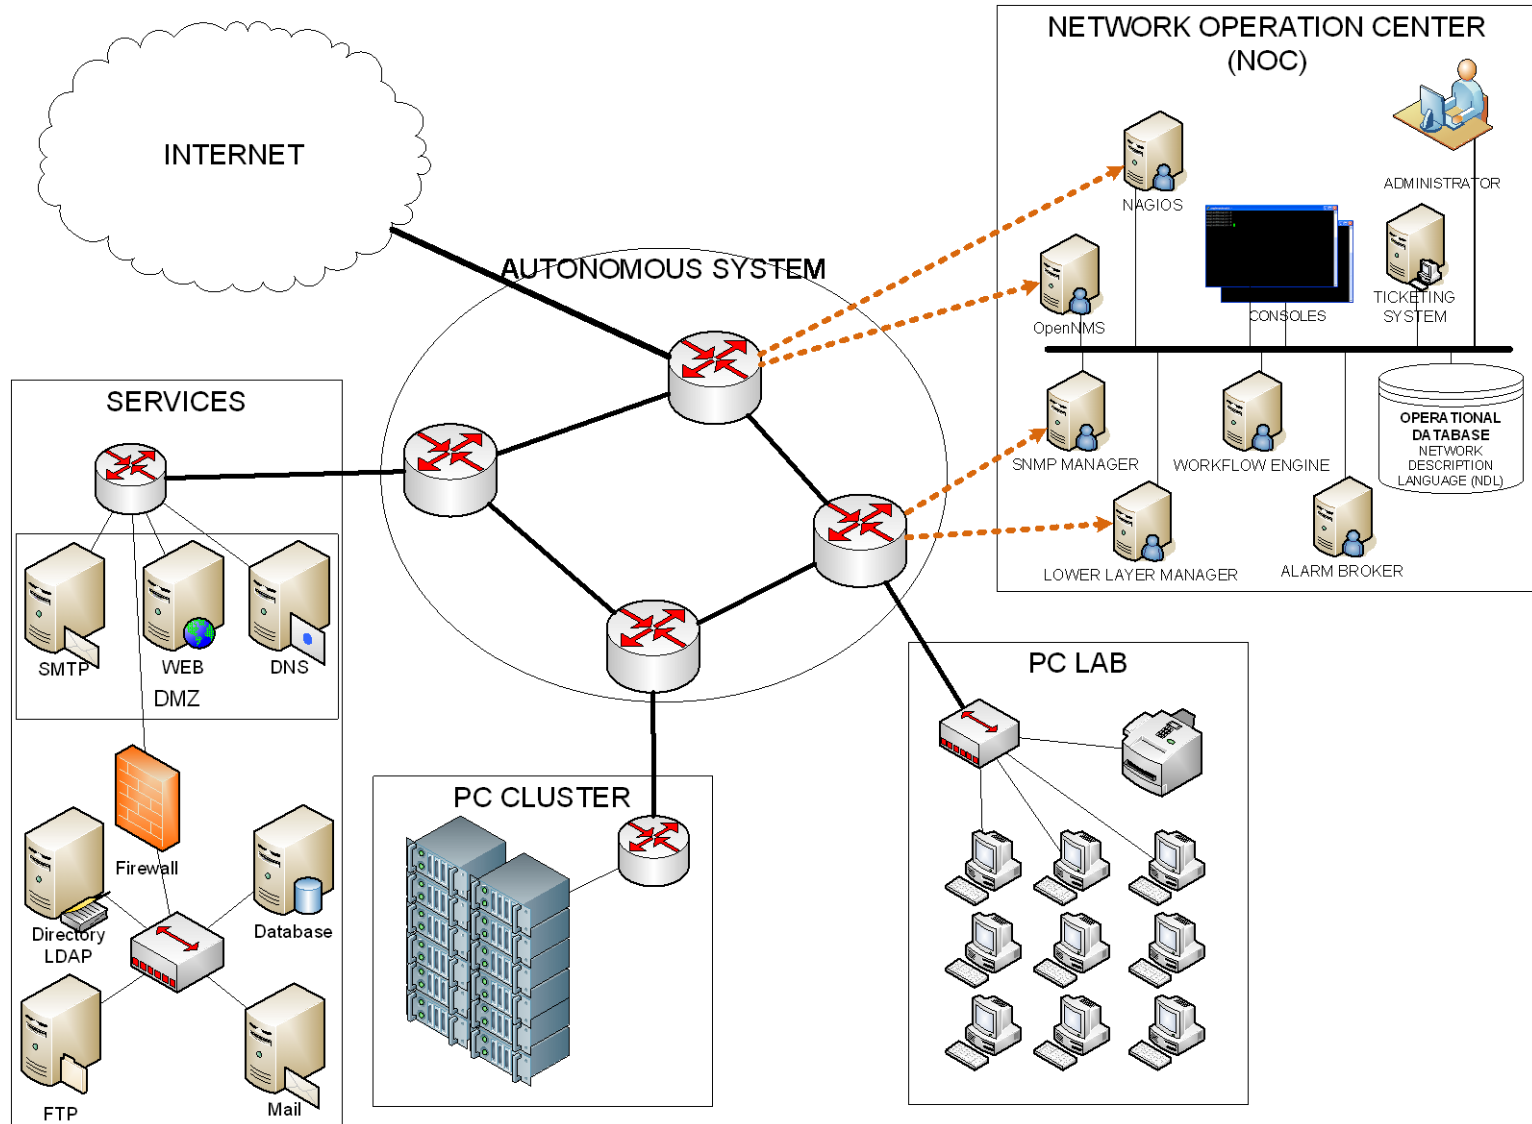 NETWORK OPERATION CENTER
(NOC)
INTERNET
ADMINISTRATOR
NAGIOS
AUTONOMOUS SYSTEM
TICKETING
SYSTEM
CONSOLES
OpenNMS
SERVICES
OPERATIONAL
DATABASE
NETWORK
DESCRIPTION
LANGUAGE (NDL)
SNMP MANAGER
WORKFLOW ENGINE
LOWER LAYER MANAGER
ALARM BROKER
SMTP
WEB
DNS
DMZ
PC LAB
PC CLUSTER
Firewall
Directory
LDAP
Database
FTP
Mail